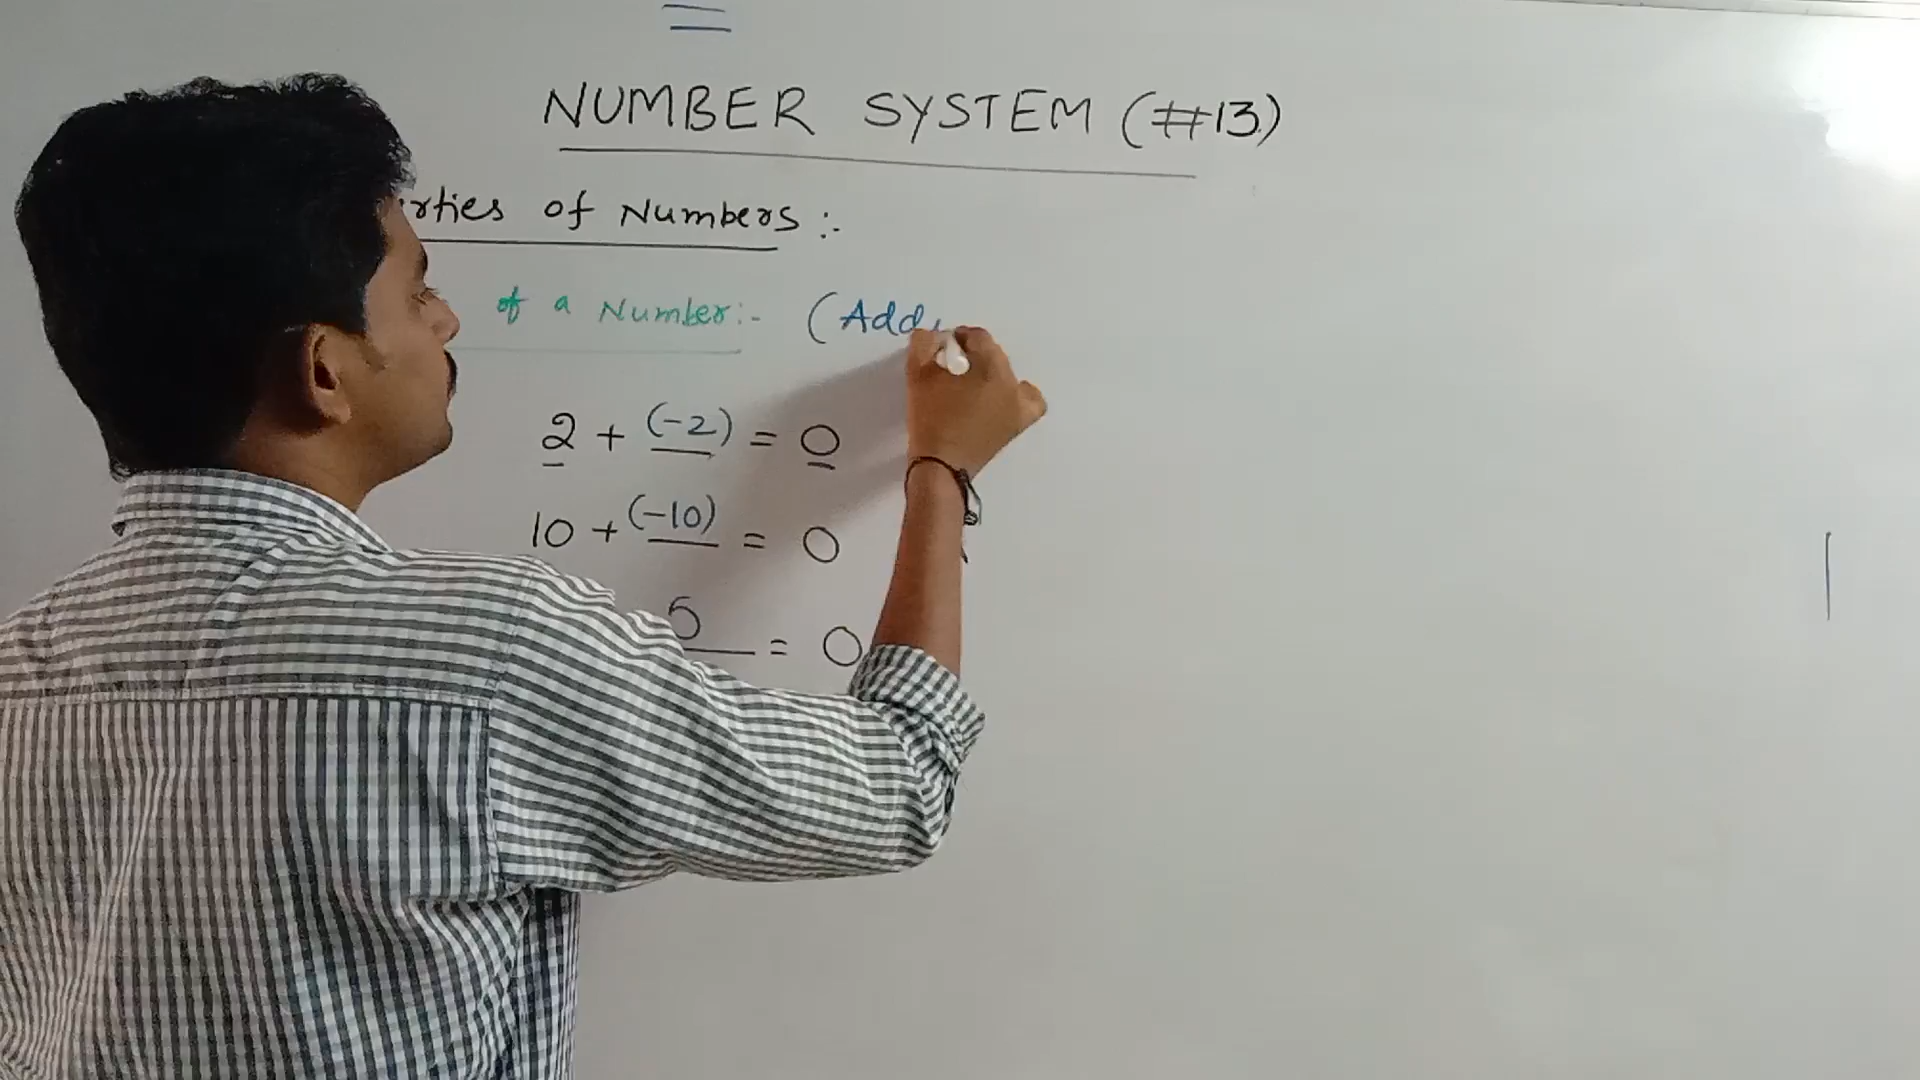 NUMBER SYSTEM (#13)
rties of Numbers :-
of a Number:- (Add
2 + (-2) = 0
10 + (-10) = 0
5 = 0